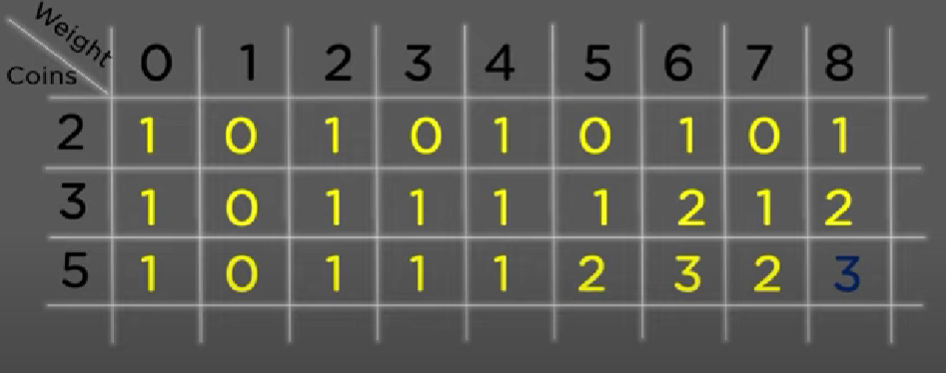 Weight
Coins 0 1 2 3 4 5 6 7 8
2 1 0 1 0 1 0 1 0 1
3 1 0 1 1 1 1 2 1 2
5 1 0 1 1 1 2 3 2 3